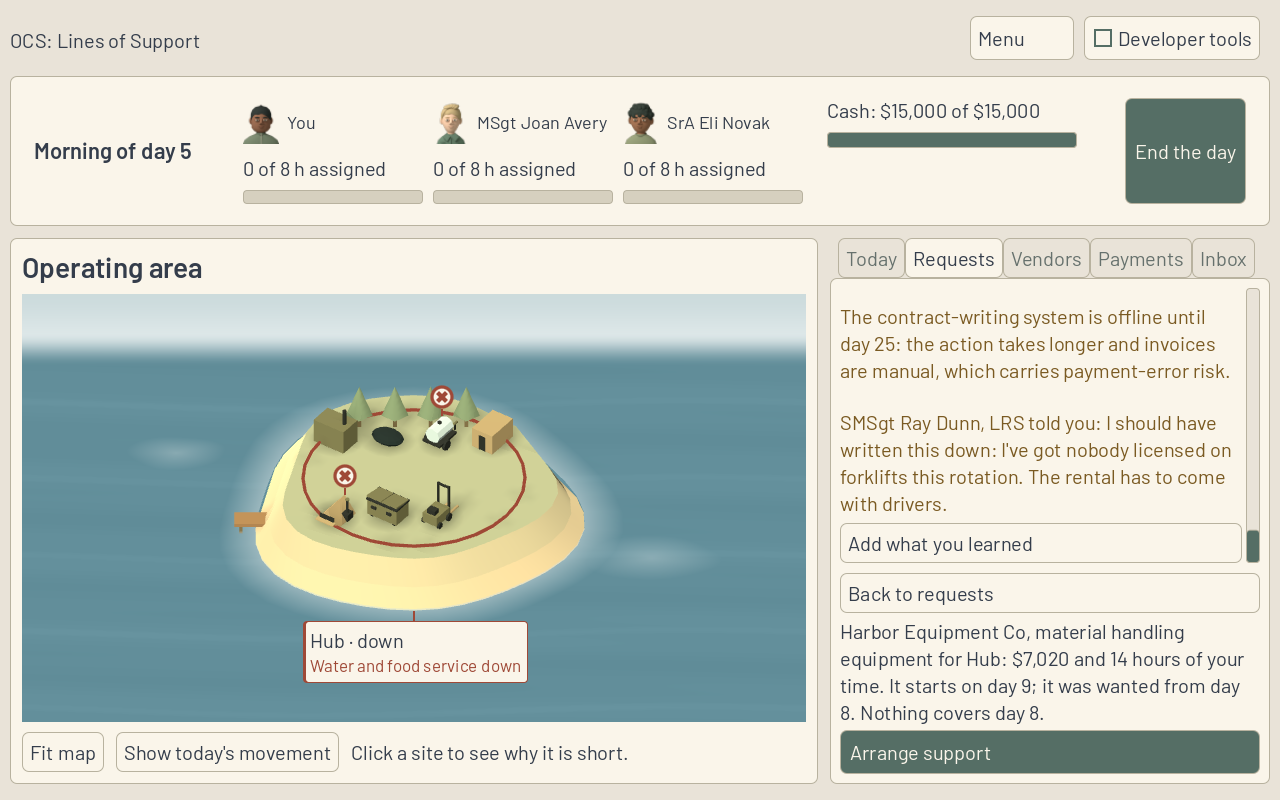 OCS: Lines of Support
Menu
Developer tools
Morning of day 5
You
0 of 8 h assigned
MSgt Joan Avery
0 of 8 h assigned
SrA Eli Novak
0 of 8 h assigned
Cash: $15,000 of $15,000
End the day
Operating area
Hub · down
Water and food service down
Fit map
Show today's movement
Click a site to see why it is short.
Today
Requests
Vendors
Payments
Inbox
The contract-writing system is offline until
day 25: the action takes longer and invoices
are manual, which carries payment-error risk.
SMSgt Ray Dunn, LRS told you: I should have
written this down: I've got nobody licensed on
forklifts this rotation. The rental has to come
with drivers.
Add what you learned
Back to requests
Harbor Equipment Co, material handling
equipment for Hub: $7,020 and 14 hours of your
time. It starts on day 9; it was wanted from day
8. Nothing covers day 8.
Arrange support